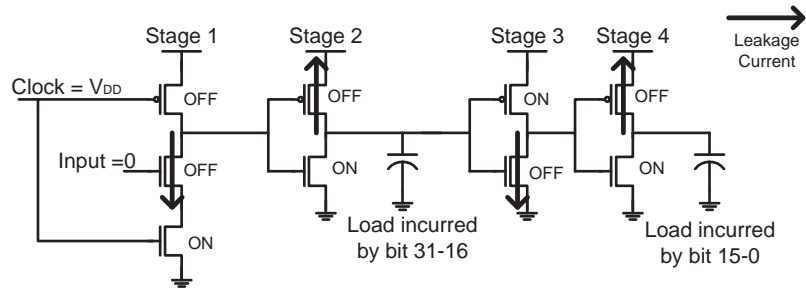 Stage 1
Stage 2
Stage 3
Stage 4
Leakage
Current
Clock = VDD
OFF
OFF
ON
OFF
Input =0
OFF
ON
OFF
ON
ON
Load incurred
by bit 31-16
Load incurred
by bit 15-0